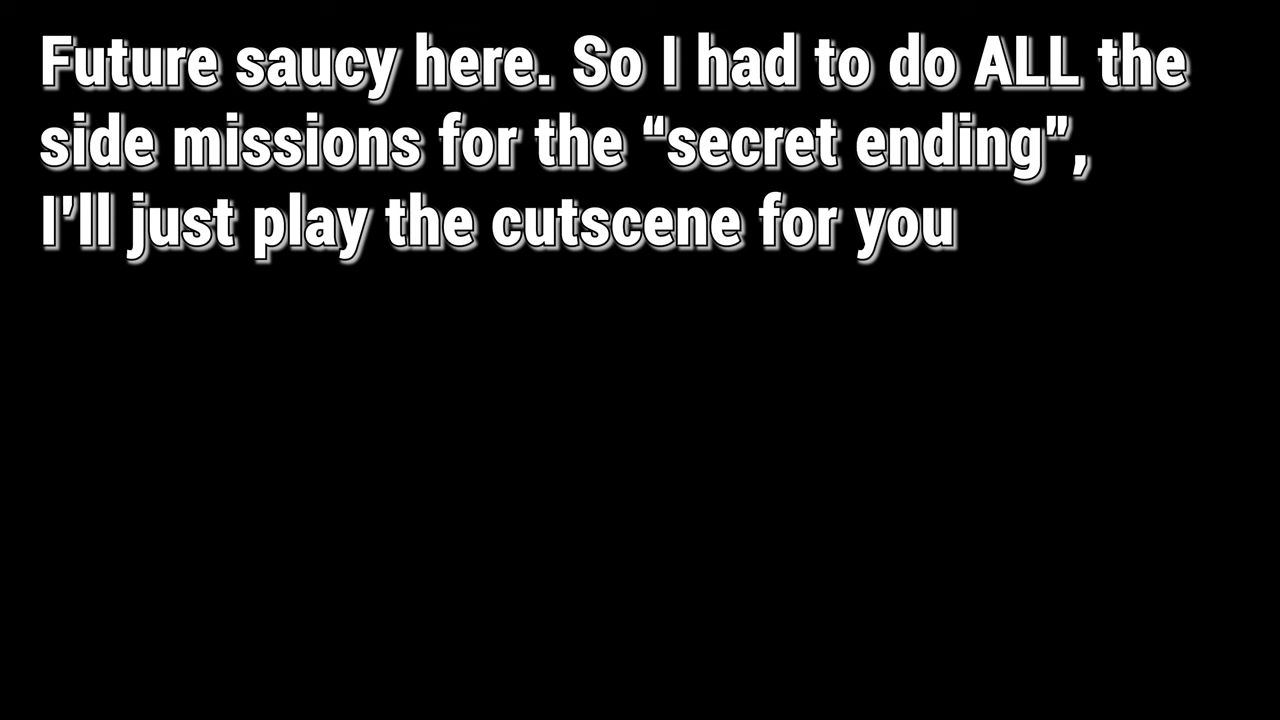 Future saucy here. So I had to do ALL the
side missions for the “secret ending”,
I’ll just play the cutscene for you